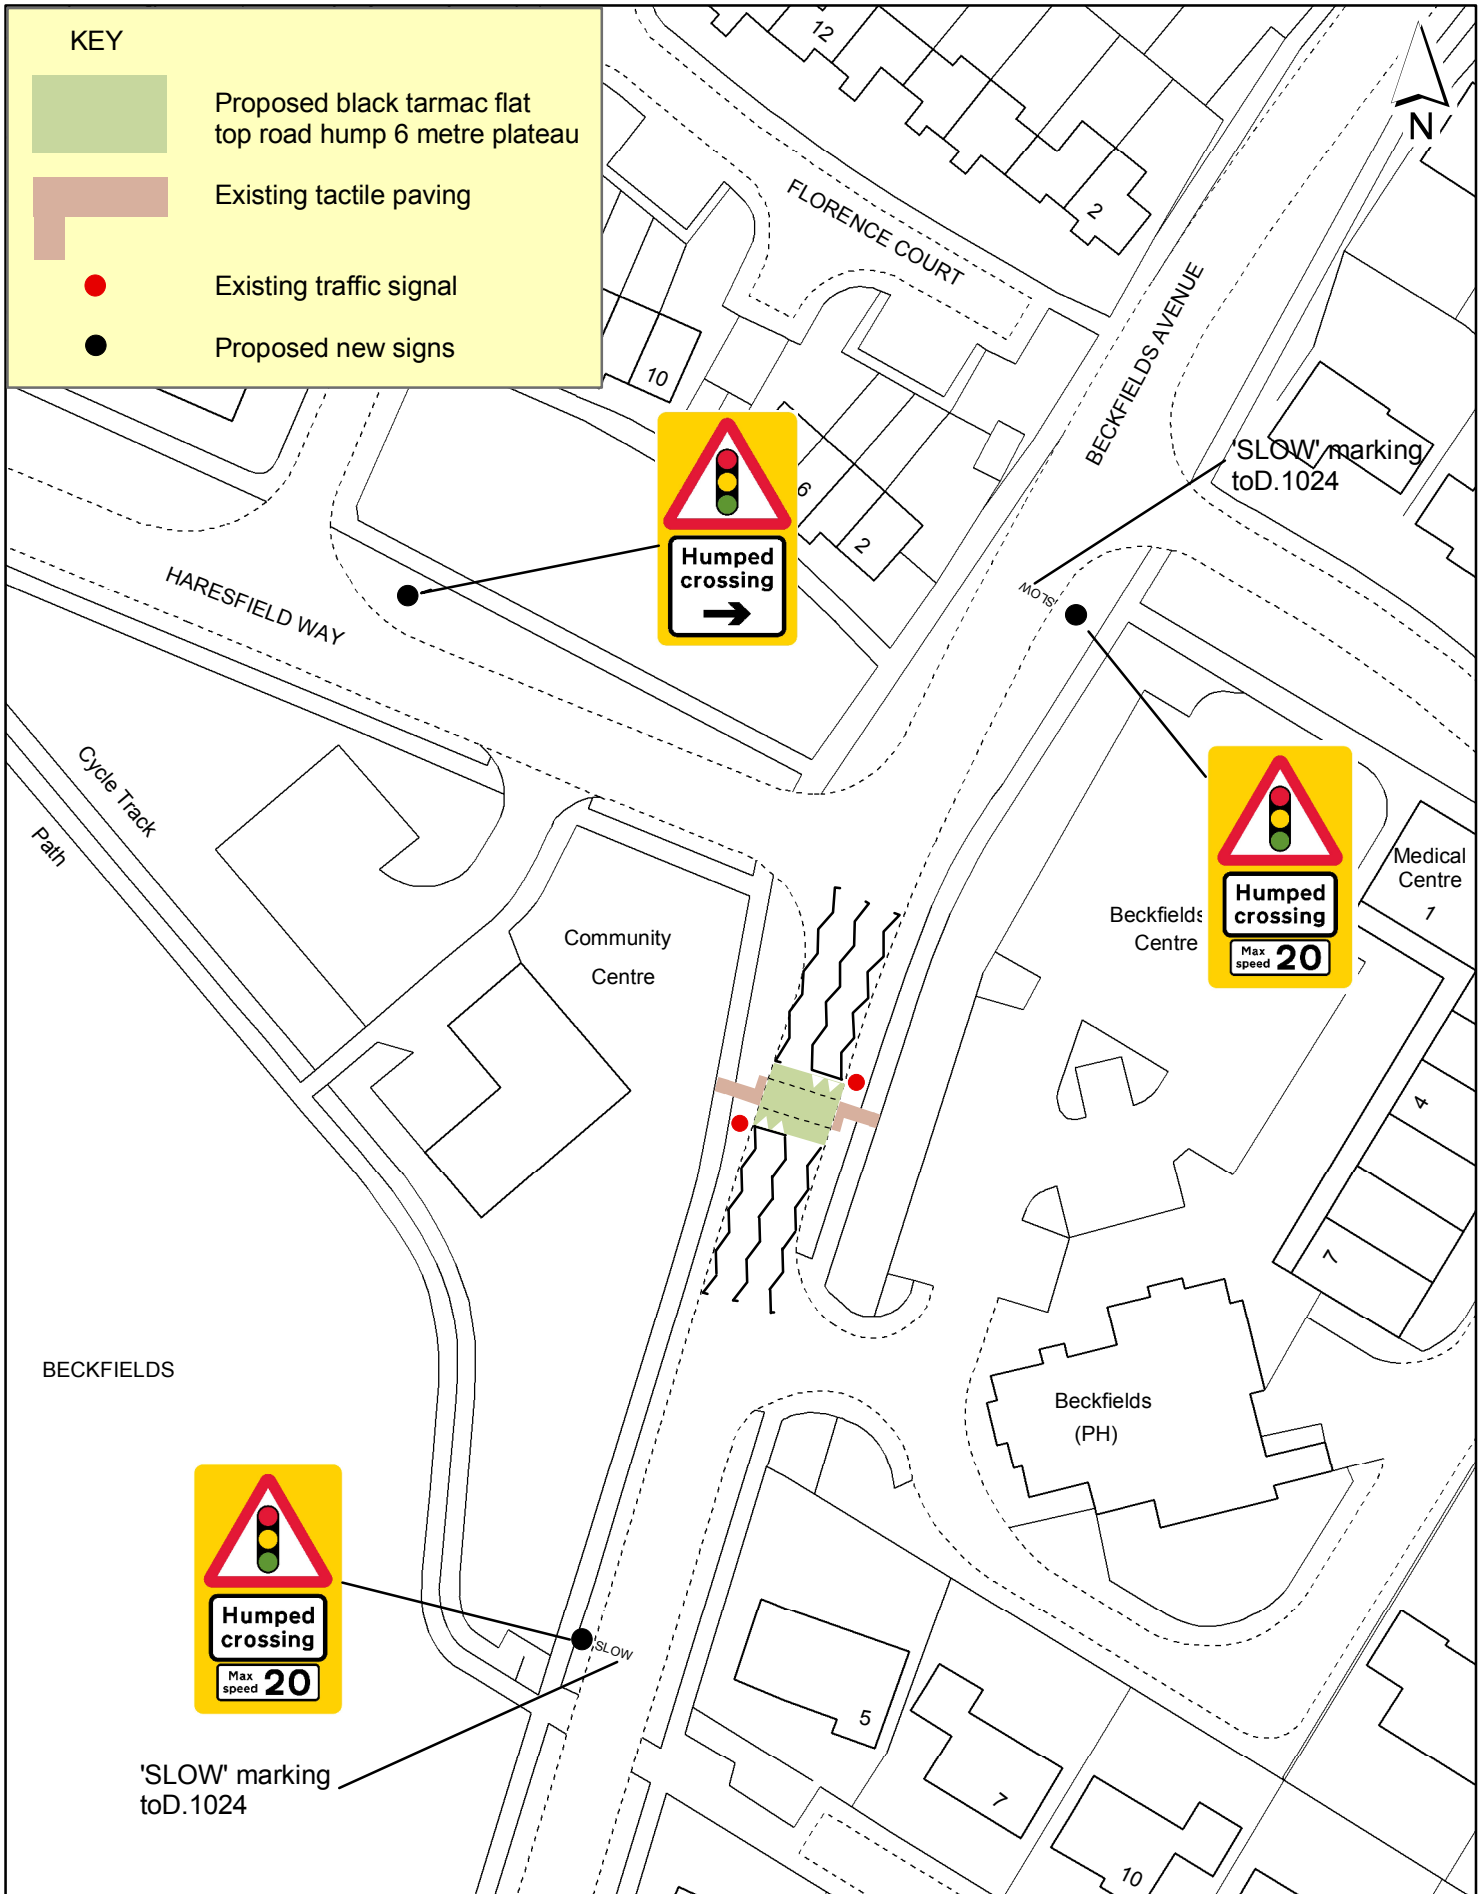 KEY
Proposed black tarmac flat
top road hump 6 metre plateau
Existing tactile paving
Existing traffic signal
Proposed new signs
N
12
2
FLORENCE COURT
BECKFIELDS AVENUE
10
6
2
'SLOW' marking
toD.1024
Humped
crossing
HARESFIELD WAY
SLOW
Cycle Track
Path
Humped
crossing
Max
speed 20
Medical
Centre
1
Beckfields
Centre
Community
Centre
4
7
BECKFIELDS
Beckfields
(PH)
Humped
crossing
Max
speed 20
SLOW
5
7
10
'SLOW' marking
toD.1024